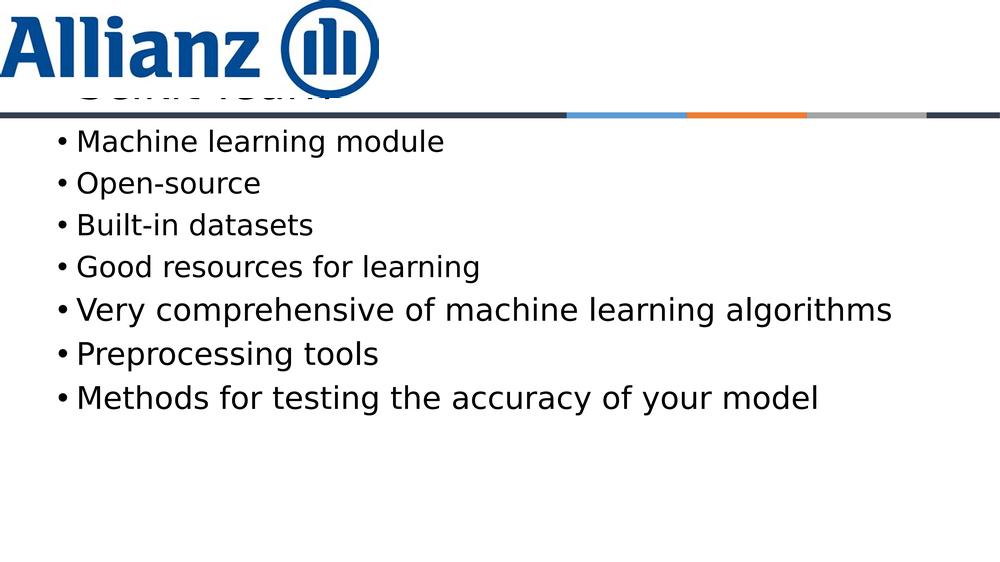 Allianz
• Machine learning module
• Open-source
• Built-in datasets
• Good resources for learning
• Very comprehensive of machine learning algorithms
• Preprocessing tools
• Methods for testing the accuracy of your model